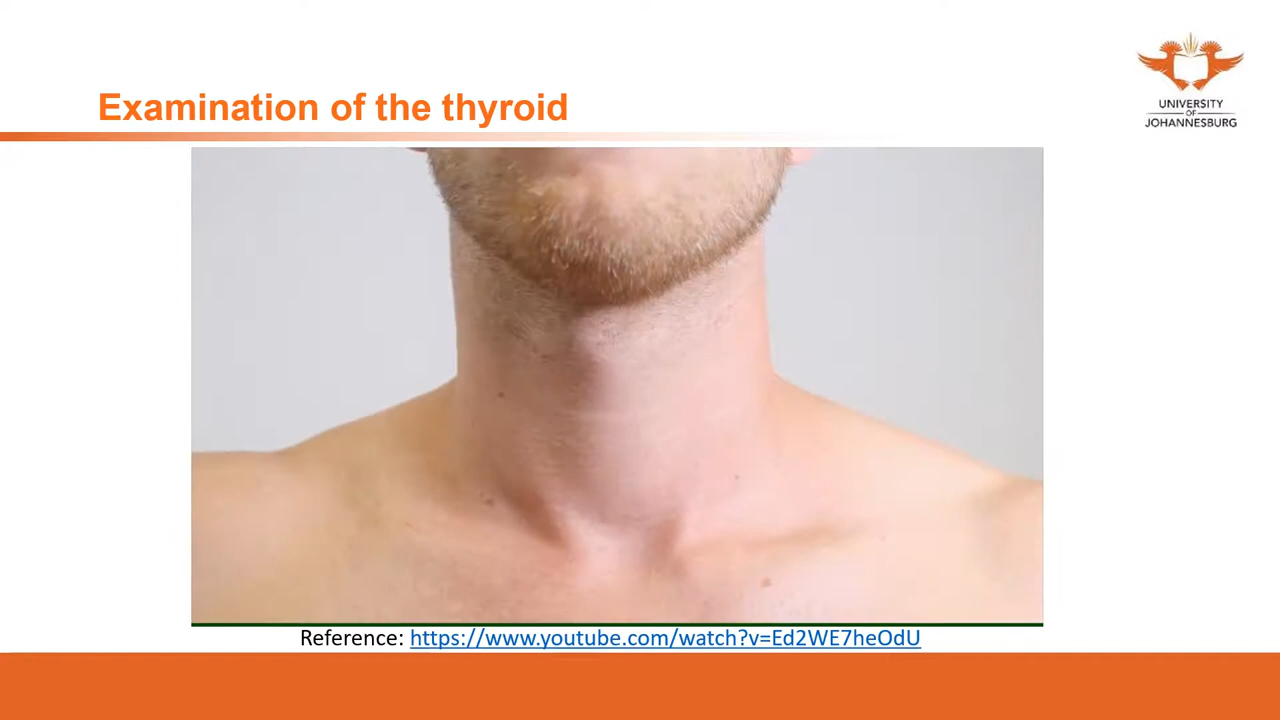 Examination of the thyroid
UNIVERSITY
OF
JOHANNESBURG
Reference: https://www.youtube.com/watch?v=Ed2WE7heOdU